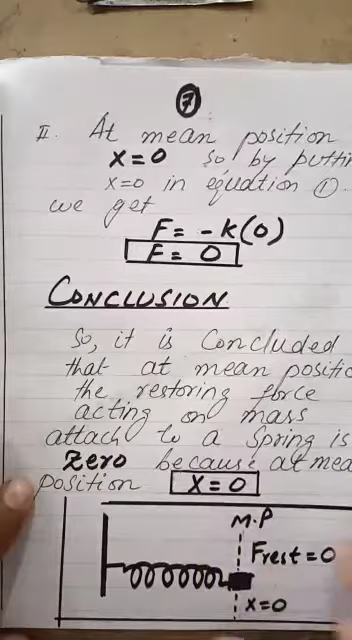 7
II. At mean position
x=0 so by putti
x=0 in equation ①
we get
F = -k(0)
F = 0
CONCLUSION
So, it is Concluded
that at mean positio
the restoring force
acting on mass
attach to a Spring is
Zero because at mea
position x=0
M.P
Frest=0
x=0